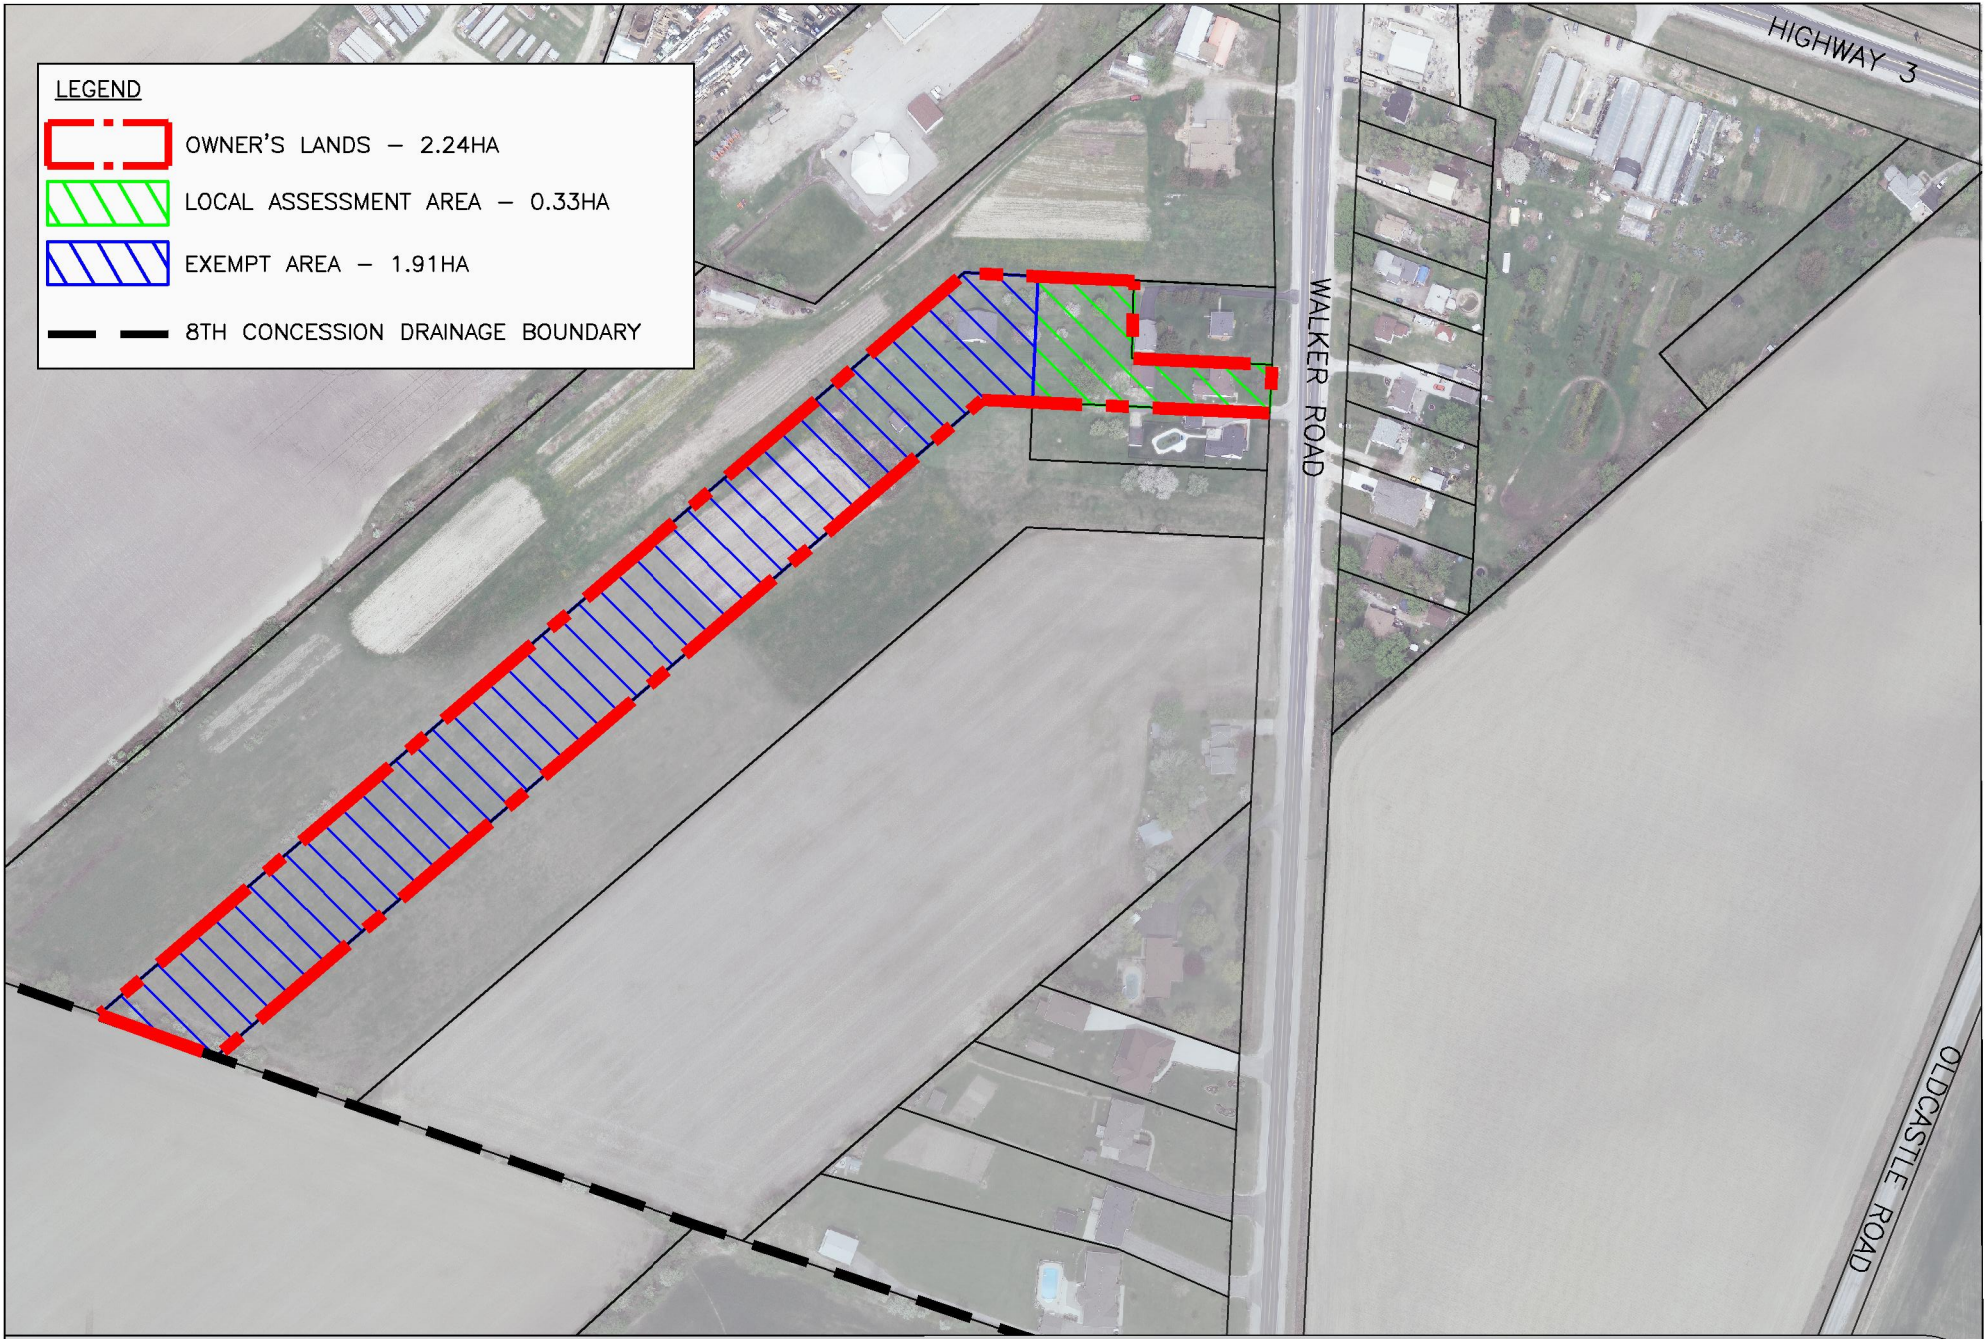 LEGEND
OWNER'S LANDS – 2.24HA
LOCAL ASSESSMENT AREA – 0.33HA
EXEMPT AREA – 1.91HA
8TH CONCESSION DRAINAGE BOUNDARY
HIGHWAY 3
WALKER ROAD
OLDCASTLE ROAD